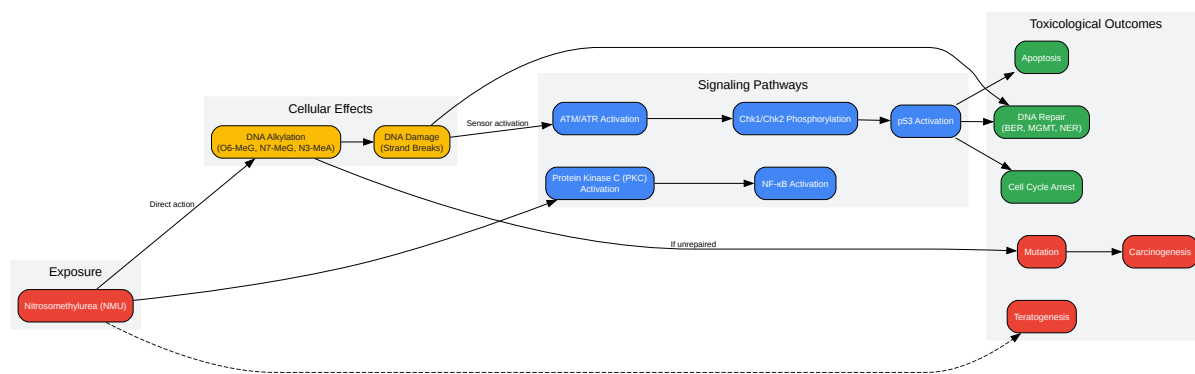 Toxicological Outcomes
Apoptosis
Signaling Pathways
Cellular Effects
ATM/ATR Activation
Chk1/Chk2 Phosphorylation
p53 Activation
DNA Repair
(BER, MGMT, NER)
Sensor activation
DNA Alkylation
(O6-MeG, N7-MeG, N3-MeA)
DNA Damage
(Strand Breaks)
Protein Kinase C (PKC)
Activation
NF-κB Activation
Cell Cycle Arrest
Direct action
If unrepaired
Mutation
Carcinogenesis
Exposure
Nitrosomethylurea (NMU)
Teratogenesis